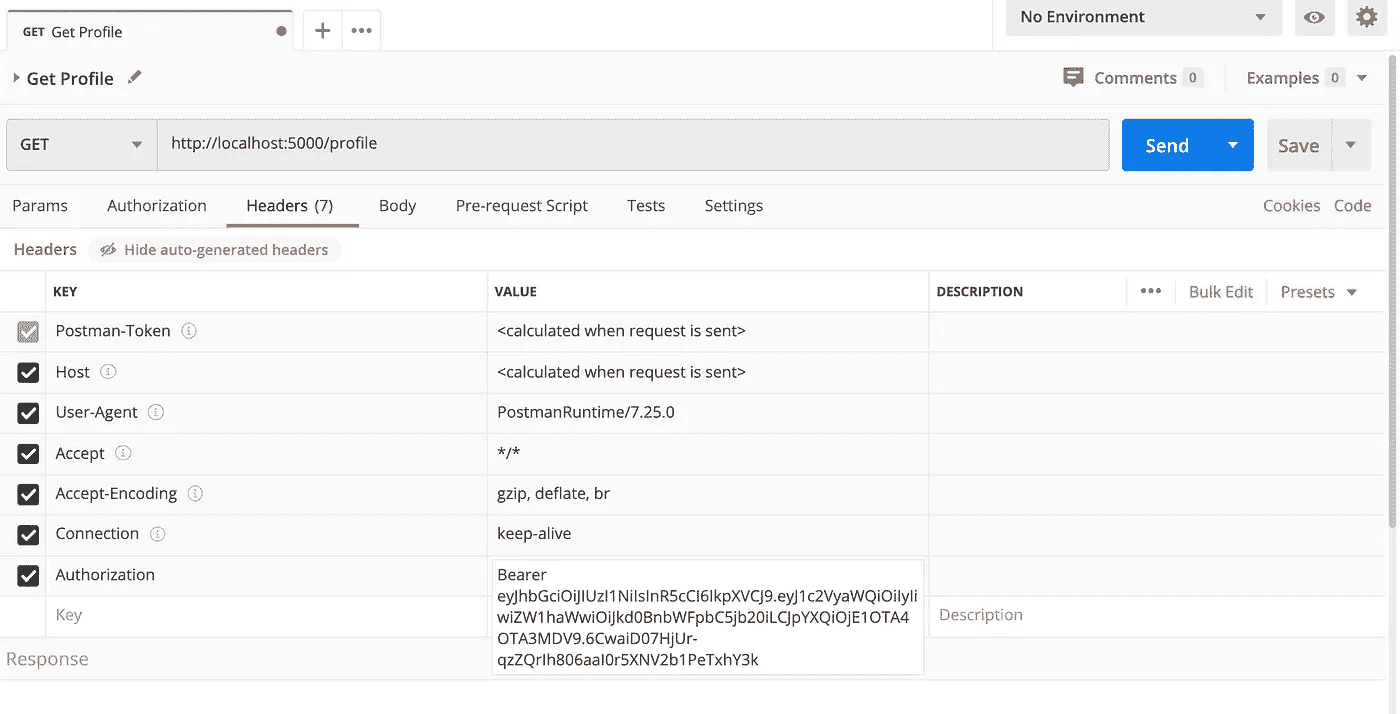 GET Get Profile
No Environment
Get Profile
Comments 0
Examples 0
GET
http://localhost:5000/profile
Send
Save
Params
Authorization
Headers (7)
Body
Pre-request Script
Tests
Settings
Cookies
Code
Headers
Hide auto-generated headers
KEY
VALUE
DESCRIPTION
Bulk Edit
Presets
Postman-Token
<calculated when request is sent>
Host
<calculated when request is sent>
User-Agent
PostmanRuntime/7.25.0
Accept
*/*
Accept-Encoding
gzip, deflate, br
Connection
keep-alive
Authorization
Bearer
eyJhbGciOiJIUzI1NiIsInR5cCI6IkpXVCJ9.eyJ1c2VyaWQiOiIyIi
wiZW1haWwiOiJkd0BnbWFpbC5jb20iLCJpYXQiOjE1OTA4
OTA3MDV9.6CwaiD07HjUr-
qzZQrIh806aaI0r5XNV2b1PeTxhY3k
Key
Description
Response